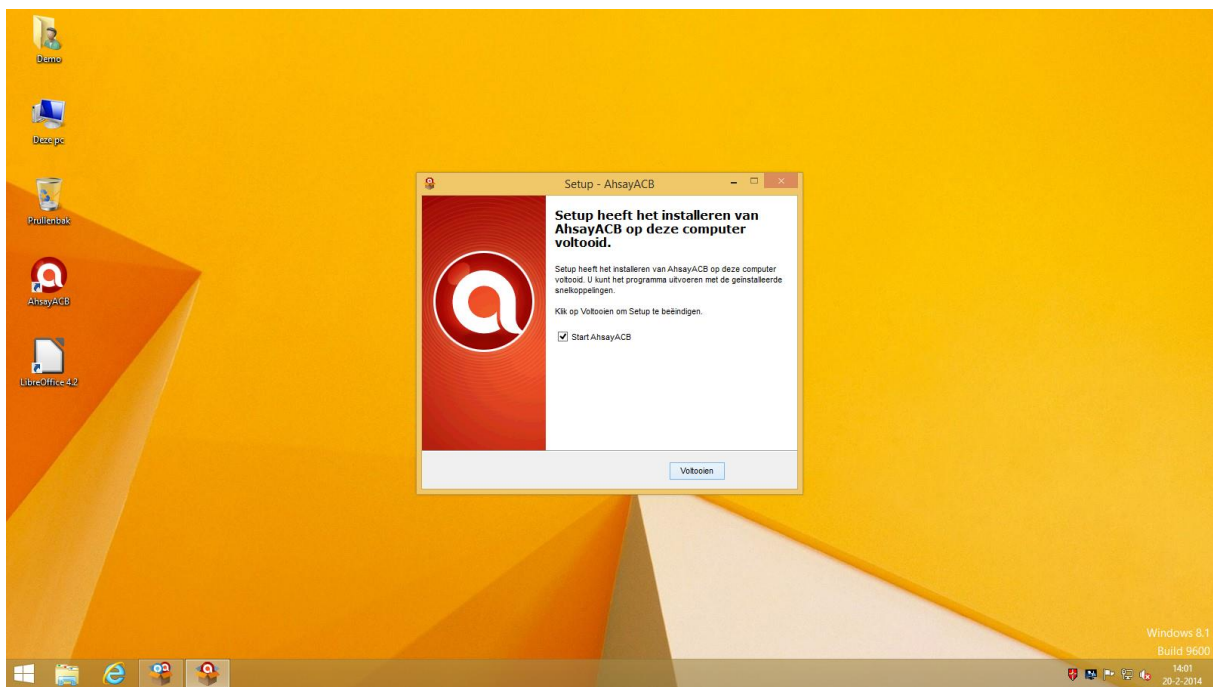 Demo
Deze pc
Prullenbak
AhsayACB
LibreOffice 4.2
Setup - AhsayACB
Setup heeft het installeren van
AhsayACB op deze computer
voltooid.
Setup heeft het installeren van AhsayACB op deze computer
voltooid. U kunt het programma uitvoeren met de geïnstalleerde
snelkoppelingen.
Klik op Voltooien om Setup te beëindigen.
Start AhsayACB
Voltooien
Windows 8.1
Build 9600
14:01
20-2-2014